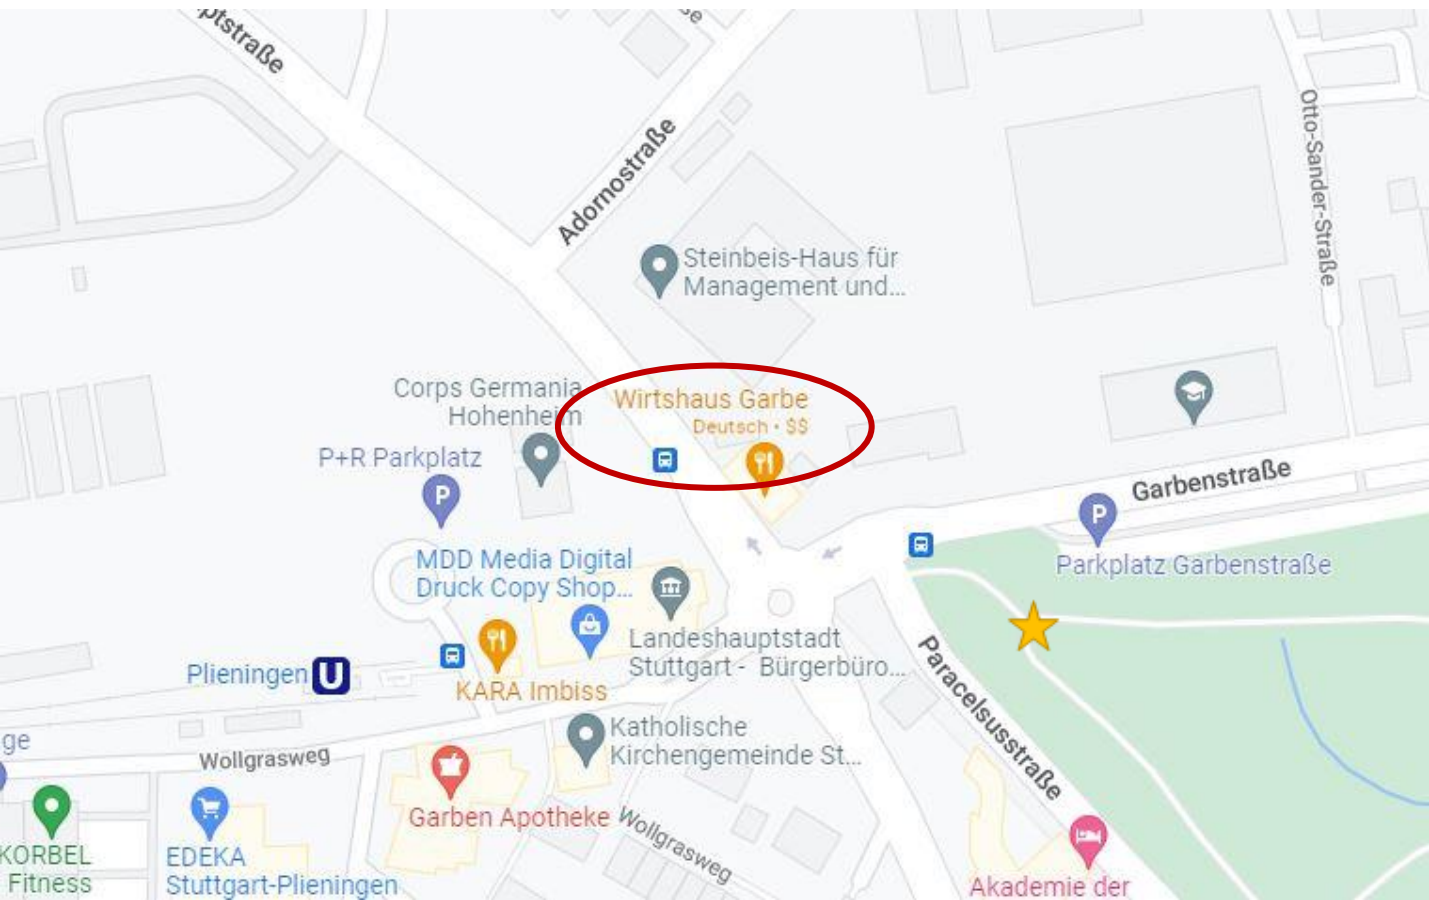 ptstraße
Adornostraße
Otto-Sander-Straße
Steinbeis-Haus für
Management und...
Corps Germania
Hohenheim
Wirtshaus Garbe
Deutsch · $$
P+R Parkplatz
P
Garbenstraße
P
Parkplatz Garbenstraße
MDD Media Digital
Druck Copy Shop...
Landeshauptstadt
Stuttgart - Bürgerbüro...
Plieningen
U
KARA Imbiss
Paracelsusstraße
Katholische
Kirchengemeinde St...
ge
Wollgrasweg
Garben Apotheke
Wollgrasweg
KORBEL
Fitness
EDEKA
Stuttgart-Plieningen
Akademie der